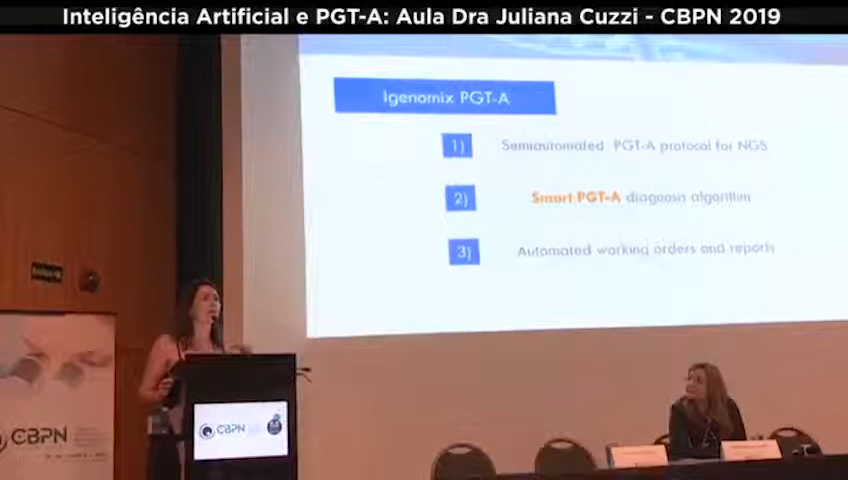 Inteligência Artificial e PGT-A: Aula Dra Juliana Cuzzi - CBPN 2019
Igenomix PGT-A
1) Semiautomated PGT-A protocol for NGS
2) Smart PGT-A diagnosis algorithm
3) Automated working orders and reports
CBPN
CBPN